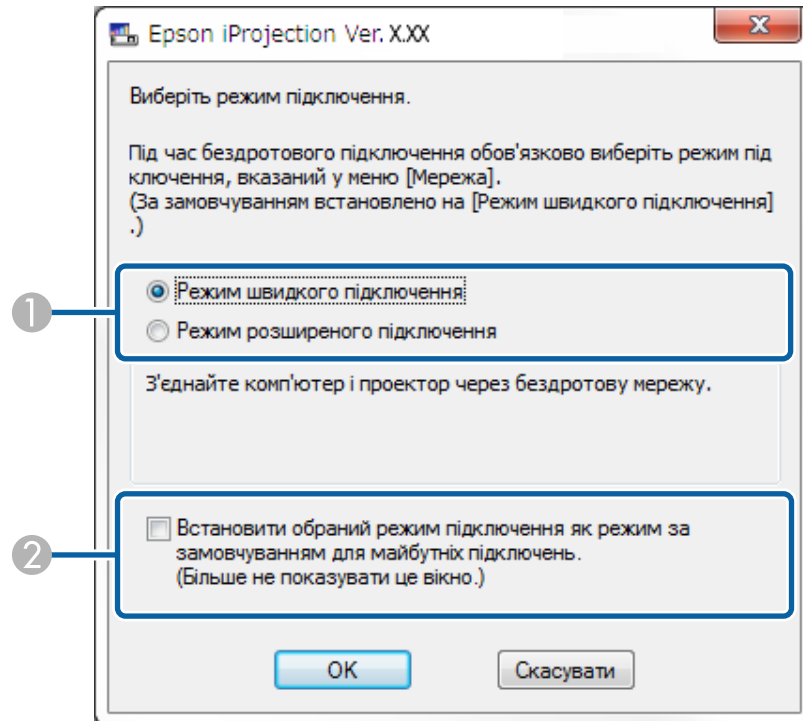 Epson iProjection Ver. X.XX
Виберіть режим підключення.
Під час бездротового підключення обов'язково виберіть режим під
ключення, вказаний у меню [Мережа].
(За замовчуванням встановлено на [Режим швидкого підключення]
.)
1
Режим швидкого підключення
Режим розширеного підключення
З'єднайте комп'ютер і проектор через бездротову мережу.
2
Встановити обраний режим підключення як режим за
замовчуванням для майбутніх підключень.
(Більше не показувати це вікно.)
OK
Скасувати